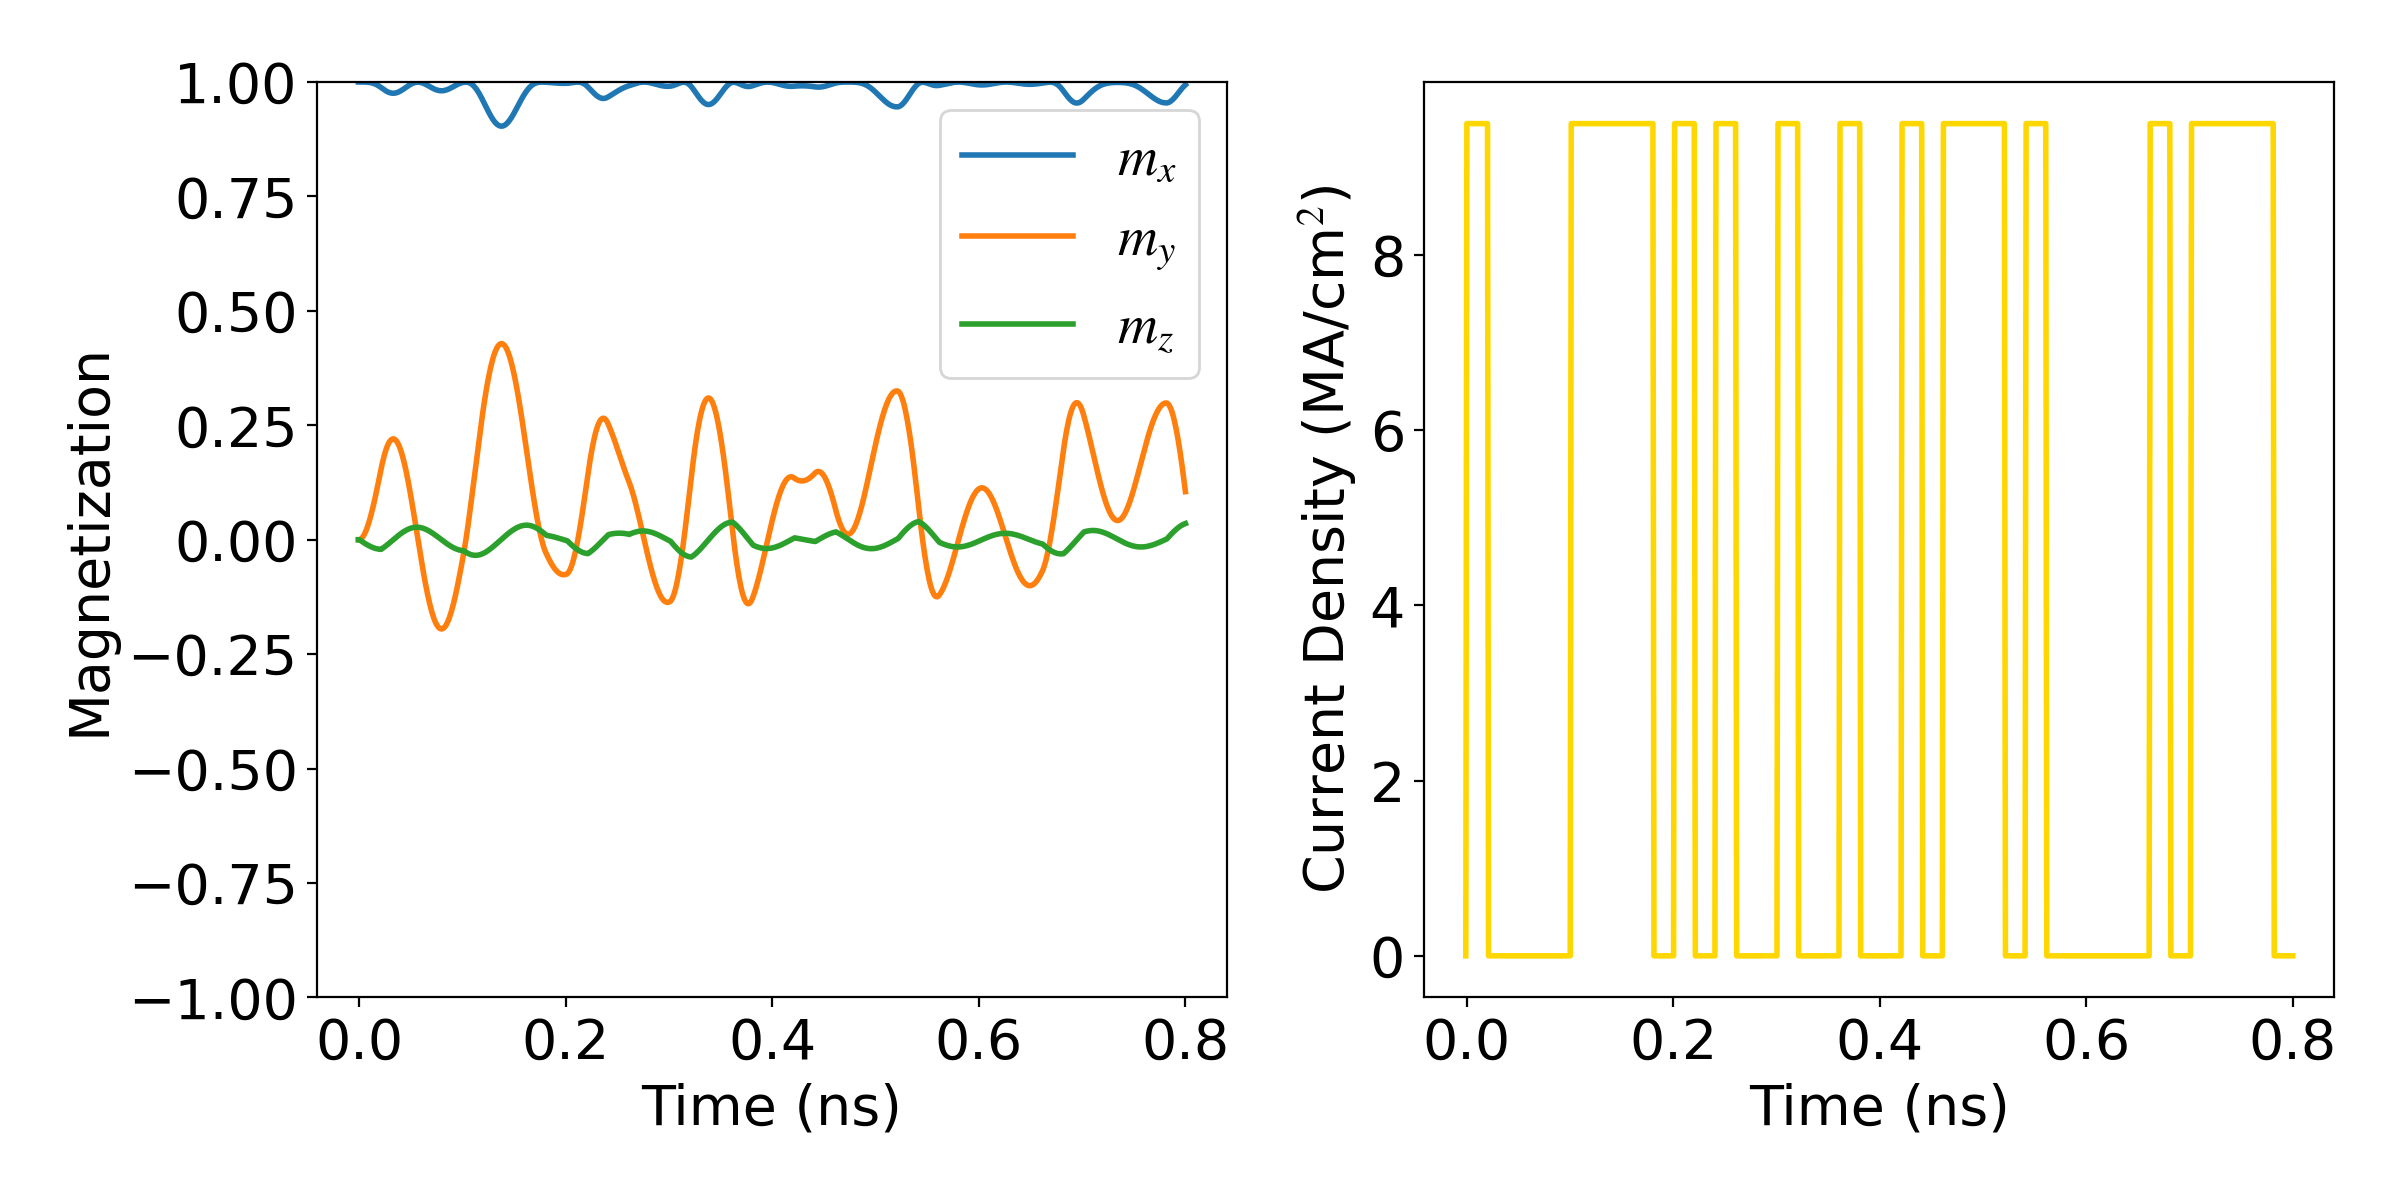 1.00
0.75
0.50
0.25
0.00
−0.25
−0.50
−0.75
−1.00
Magnetization
0.0 0.2 0.4 0.6 0.8
Time (ns)
m_x
m_y
m_z
8
6
4
2
0
Current Density (MA/cm²)
0.0 0.2 0.4 0.6 0.8
Time (ns)